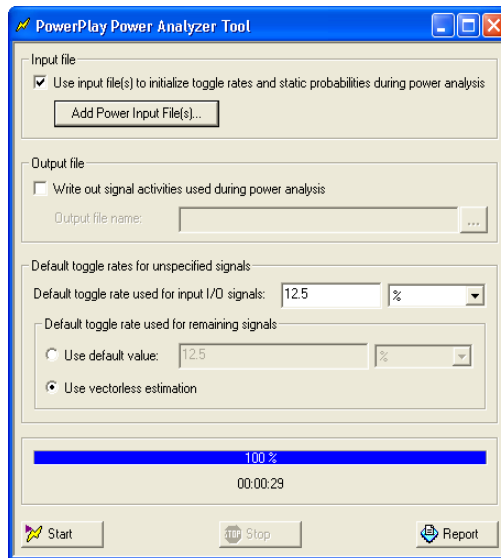 PowerPlay Power Analyzer Tool
Input file
Use input file(s) to initialize toggle rates and static probabilities during power analysis
Add Power Input File(s)...
Output file
Write out signal activities used during power analysis
Output file name:
...
Default toggle rates for unspecified signals
Default toggle rate used for input I/O signals: 12.5 %
Default toggle rate used for remaining signals
Use default value: 12.5 %
Use vectorless estimation
100 %
00:00:29
Start STOP Stop Report